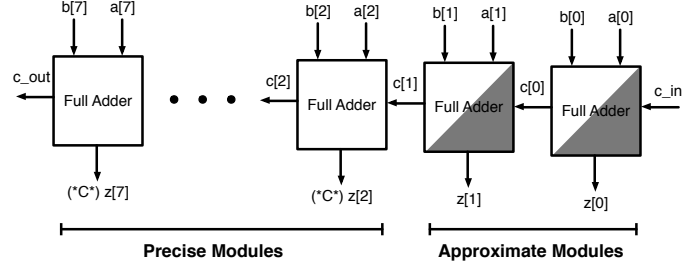 b[7] a[7] b[2] a[2] b[1] a[1] b[0] a[0]
c_out c[2] c[1] c[0] c_in
Full Adder Full Adder Full Adder Full Adder
(*C*) z[7] (*C*) z[2] z[1] z[0]
Precise Modules Approximate Modules